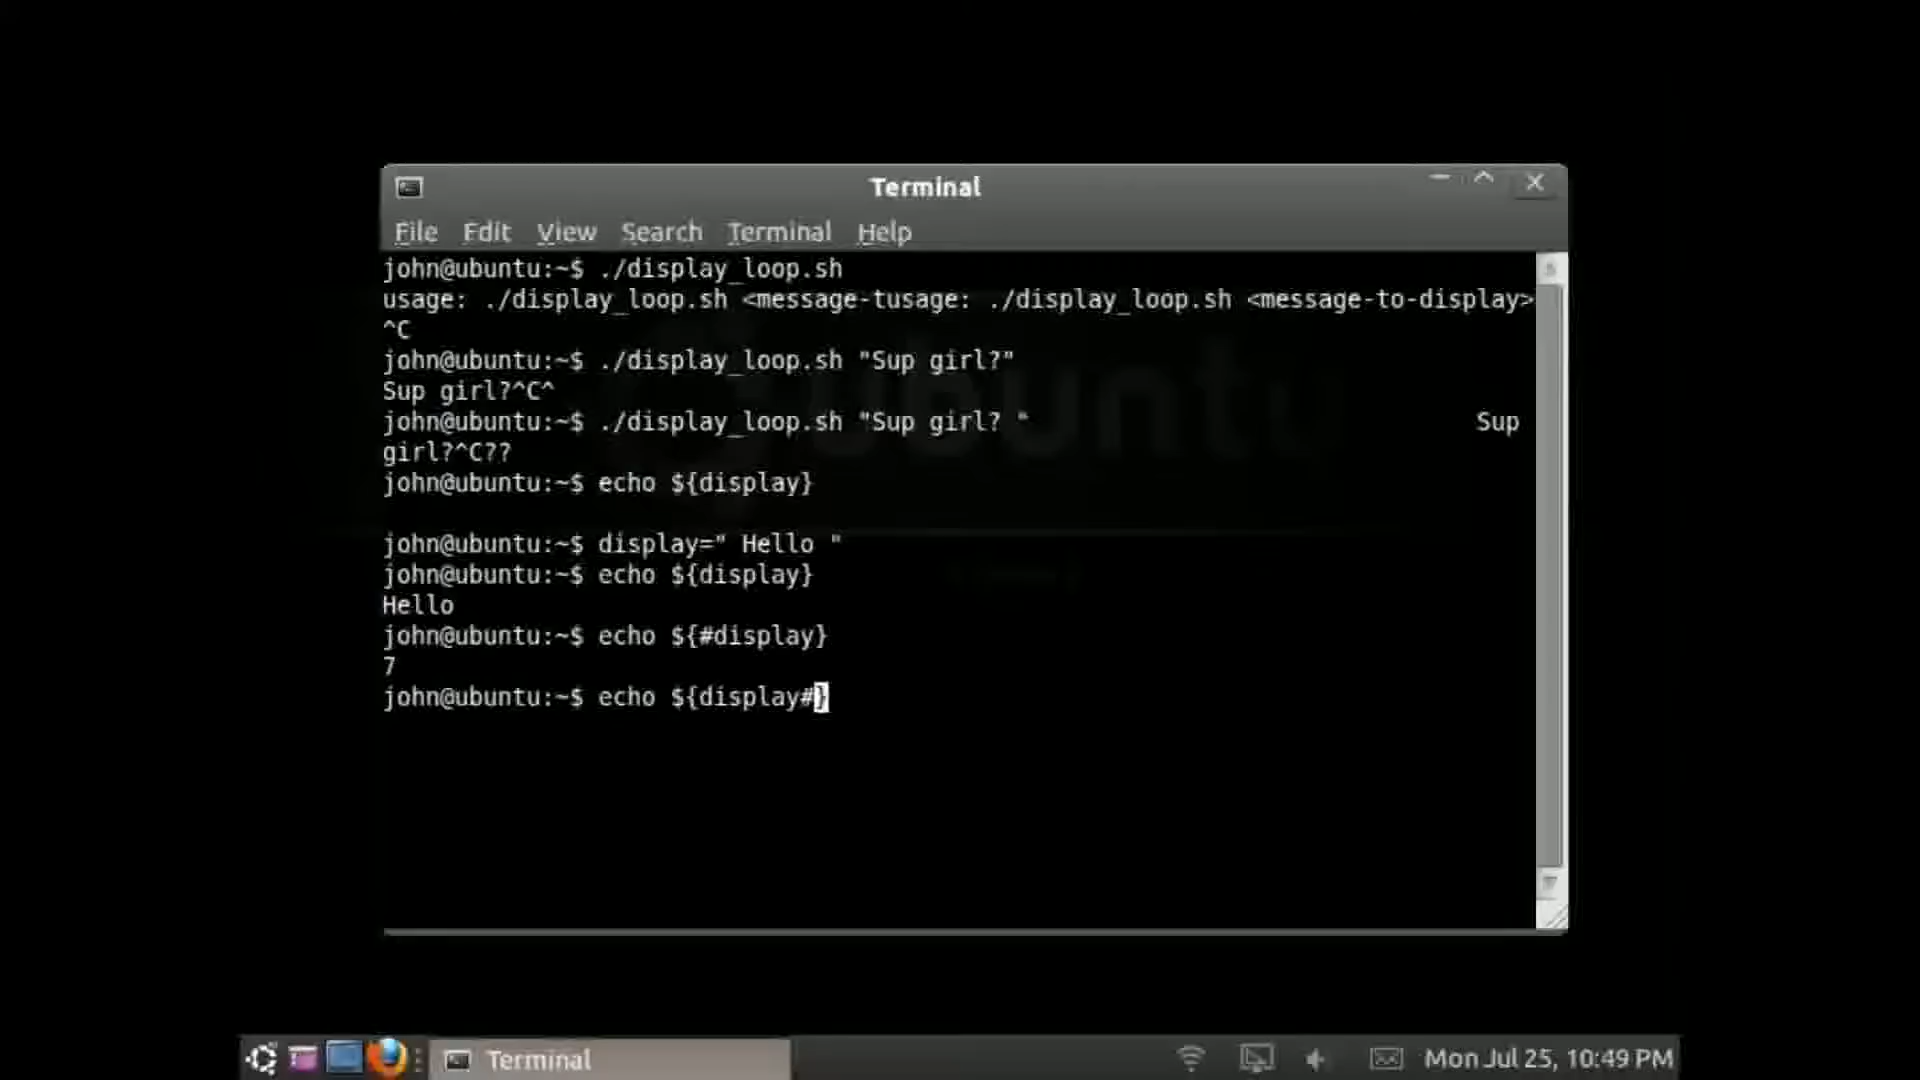 Terminal
File Edit View Search Terminal Help
john@ubuntu:~$ ./display_loop.sh
usage: ./display_loop.sh <message-tusage: ./display_loop.sh <message-to-display>
^C
john@ubuntu:~$ ./display_loop.sh "Sup girl?"
Sup girl?^C^
john@ubuntu:~$ ./display_loop.sh "Sup girl? " Sup
girl?^C??
john@ubuntu:~$ echo ${display}
john@ubuntu:~$ display=" Hello "
john@ubuntu:~$ echo ${display}
Hello
john@ubuntu:~$ echo ${#display}
7
john@ubuntu:~$ echo ${display#}
ubuntu
Terminal
Mon Jul 25, 10:49 PM